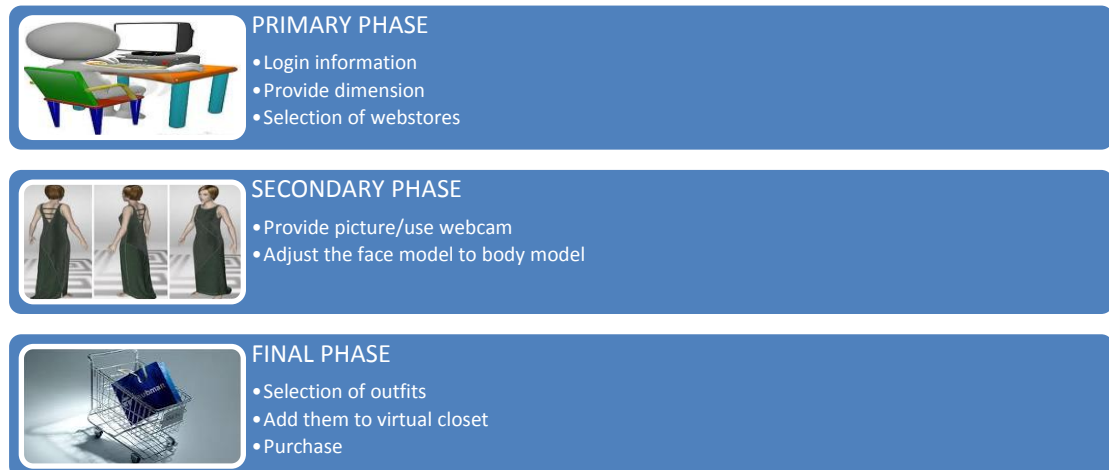 PRIMARY PHASE
•Login information
•Provide dimension
•Selection of webstores
SECONDARY PHASE
•Provide picture/use webcam
•Adjust the face model to body model
FINAL PHASE
•Selection of outfits
•Add them to virtual closet
•Purchase